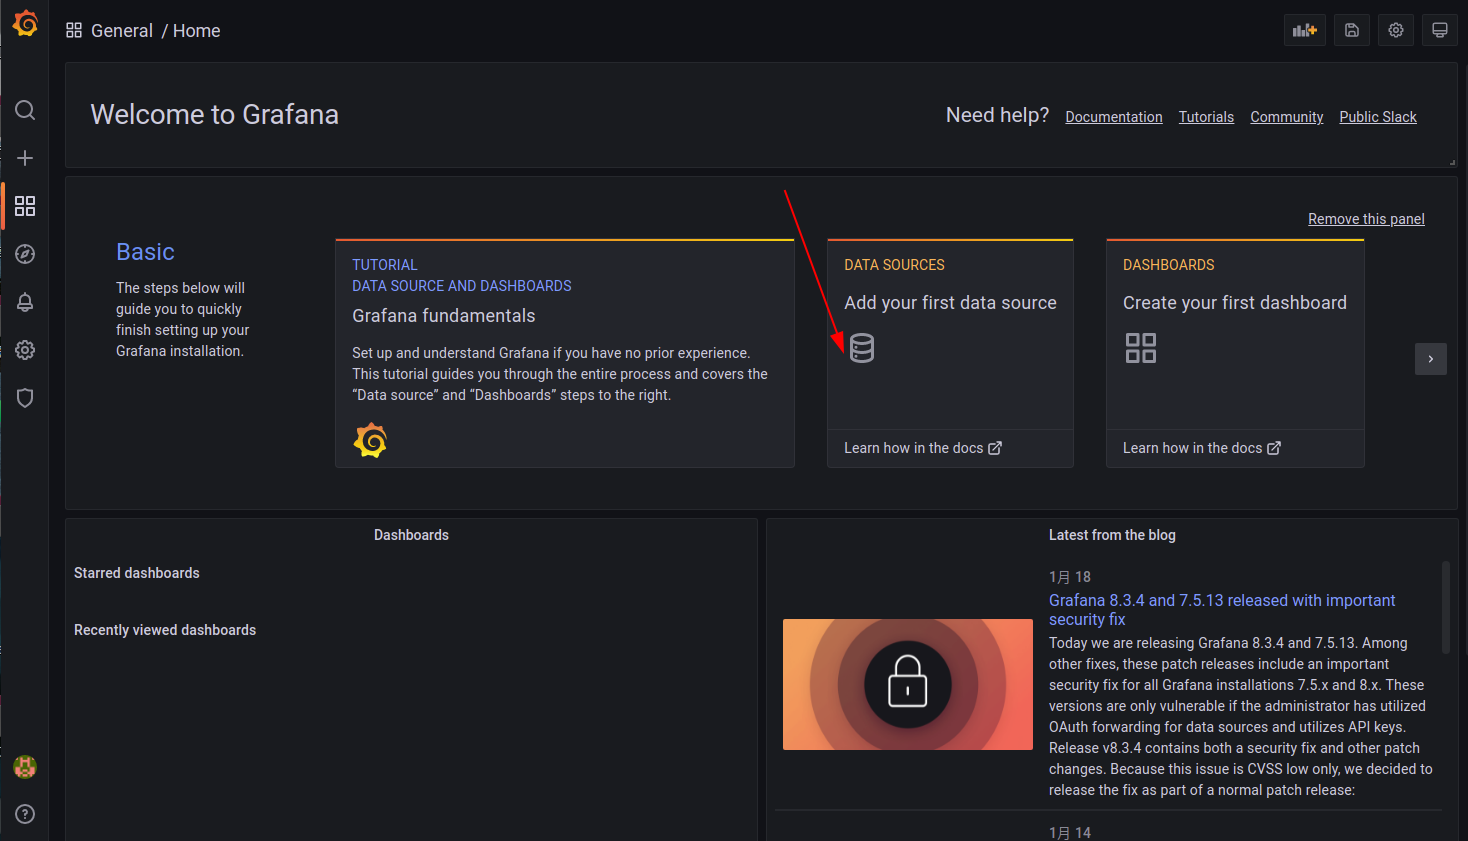 General / Home
Welcome to Grafana
Need help? Documentation Tutorials Community Public Slack
Remove this panel
Basic
The steps below will
guide you to quickly
finish setting up your
Grafana installation.
TUTORIAL
DATA SOURCE AND DASHBOARDS
Grafana fundamentals
Set up and understand Grafana if you have no prior experience.
This tutorial guides you through the entire process and covers the
“Data source” and “Dashboards” steps to the right.
DATA SOURCES
Add your first data source
Learn how in the docs
DASHBOARDS
Create your first dashboard
Learn how in the docs
Dashboards
Starred dashboards
Recently viewed dashboards
Latest from the blog
1月 18
Grafana 8.3.4 and 7.5.13 released with important
security fix
Today we are releasing Grafana 8.3.4 and 7.5.13. Among
other fixes, these patch releases include an important
security fix for all Grafana installations 7.5.x and 8.x. These
versions are only vulnerable if the administrator has utilized
OAuth forwarding for data sources and utilizes API keys.
Release v8.3.4 contains both a security fix and other patch
changes. Because this issue is CVSS low only, we decided to
release the fix as part of a normal patch release:
1月 14